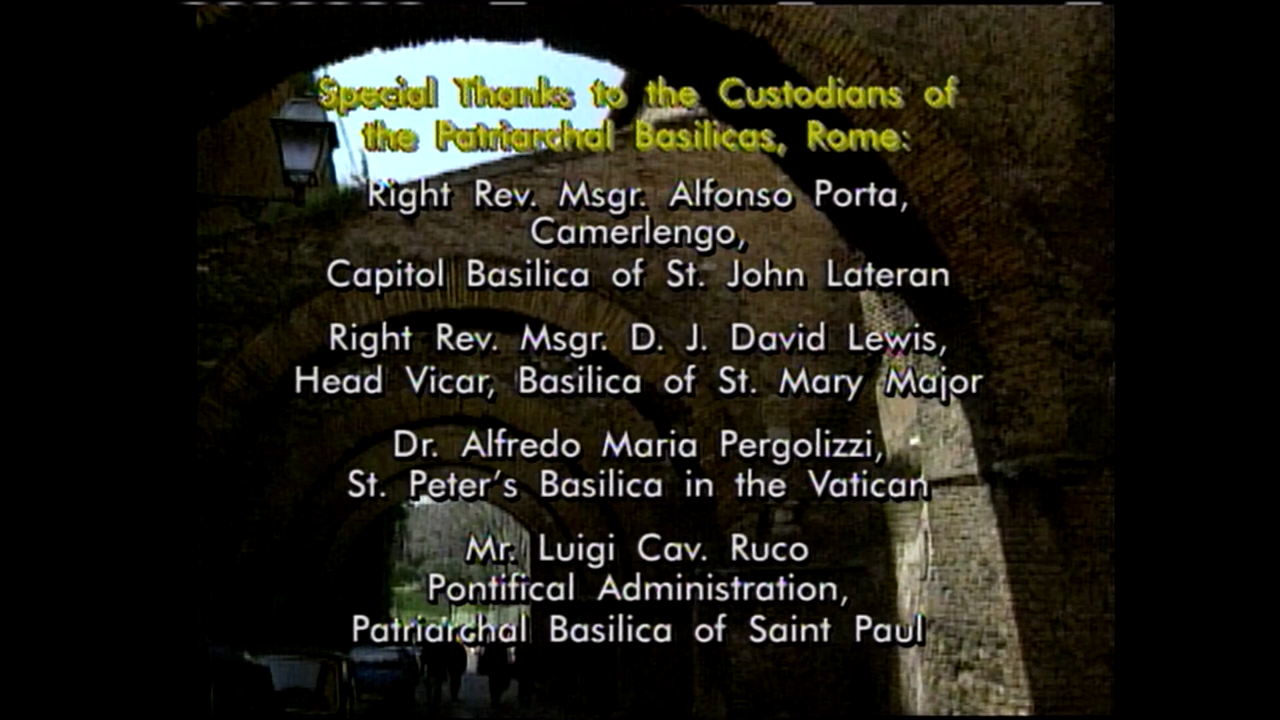 Special Thanks to the Custodians of
the Patriarchal Basilicas, Rome:
Right Rev. Msgr. Alfonso Porta,
Camerlengo,
Capitol Basilica of St. John Lateran
Right Rev. Msgr. D. J. David Lewis,
Head Vicar, Basilica of St. Mary Major
Dr. Alfredo Maria Pergolizzi,
St. Peter's Basilica in the Vatican
Mr. Luigi Cav. Ruco
Pontifical Administration,
Patriarchal Basilica of Saint Paul